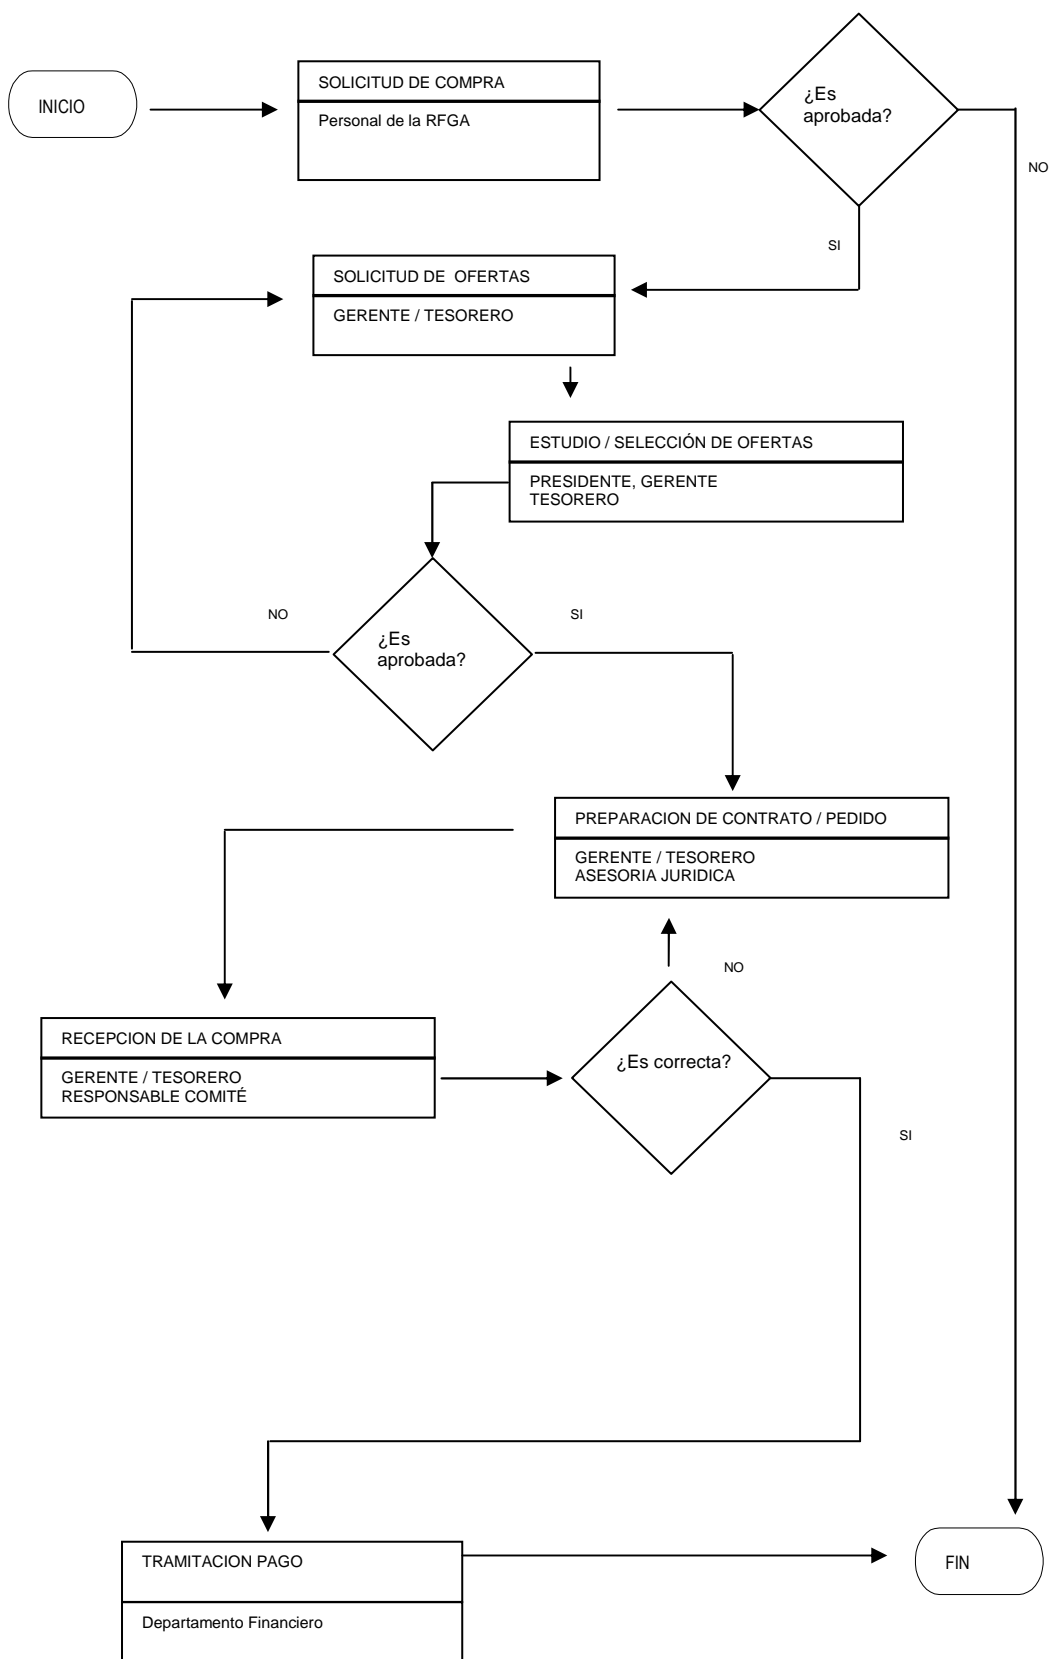 INICIO
SOLICITUD DE COMPRA
Personal de la RFGA
¿Es
aprobada?
NO
SI
SOLICITUD DE  OFERTAS
GERENTE / TESORERO
ESTUDIO / SELECCIÓN DE OFERTAS
PRESIDENTE, GERENTE
TESORERO
NO
SI
¿Es
aprobada?
PREPARACION DE CONTRATO / PEDIDO
GERENTE / TESORERO
ASESORIA JURIDICA
NO
RECEPCION DE LA COMPRA
GERENTE / TESORERO
RESPONSABLE COMITÉ
¿Es correcta?
SI
TRAMITACION PAGO
Departamento Financiero
FIN